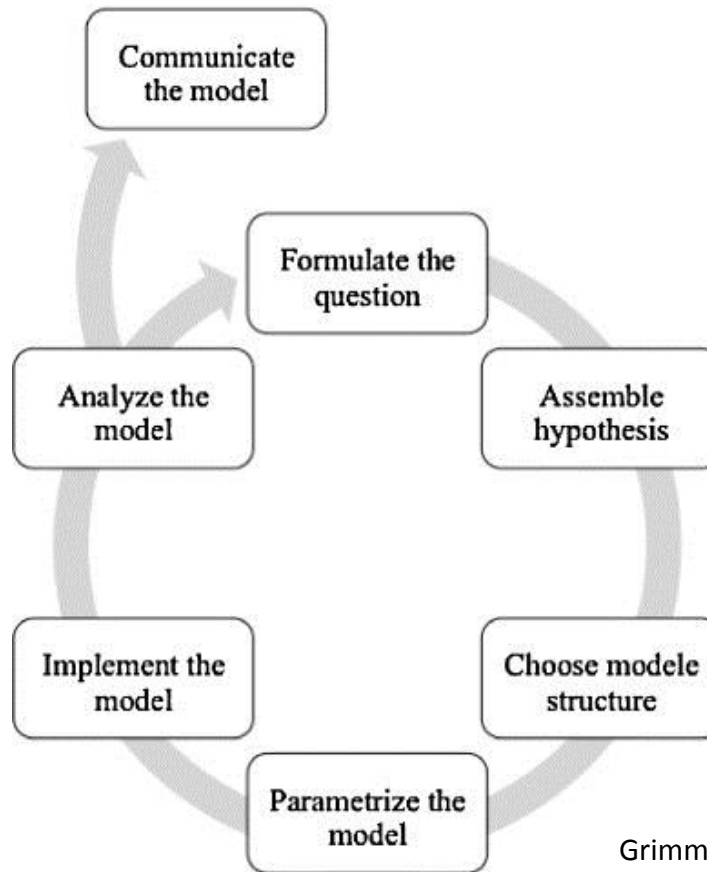 Communicate
the model
Formulate the
question
Assemble
hypothesis
Choose modele
structure
Parametrize the
model
Implement the
model
Analyze the
model
Grimm